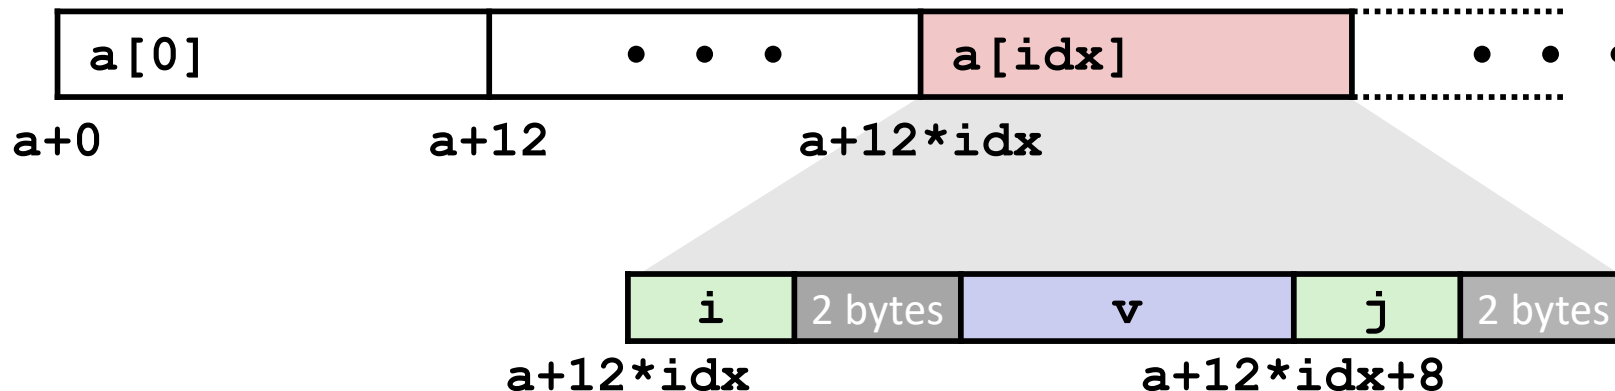 a[0] • • • a[idx] • • •
a+0 a+12 a+12*idx
i 2 bytes v j 2 bytes
a+12*idx a+12*idx+8